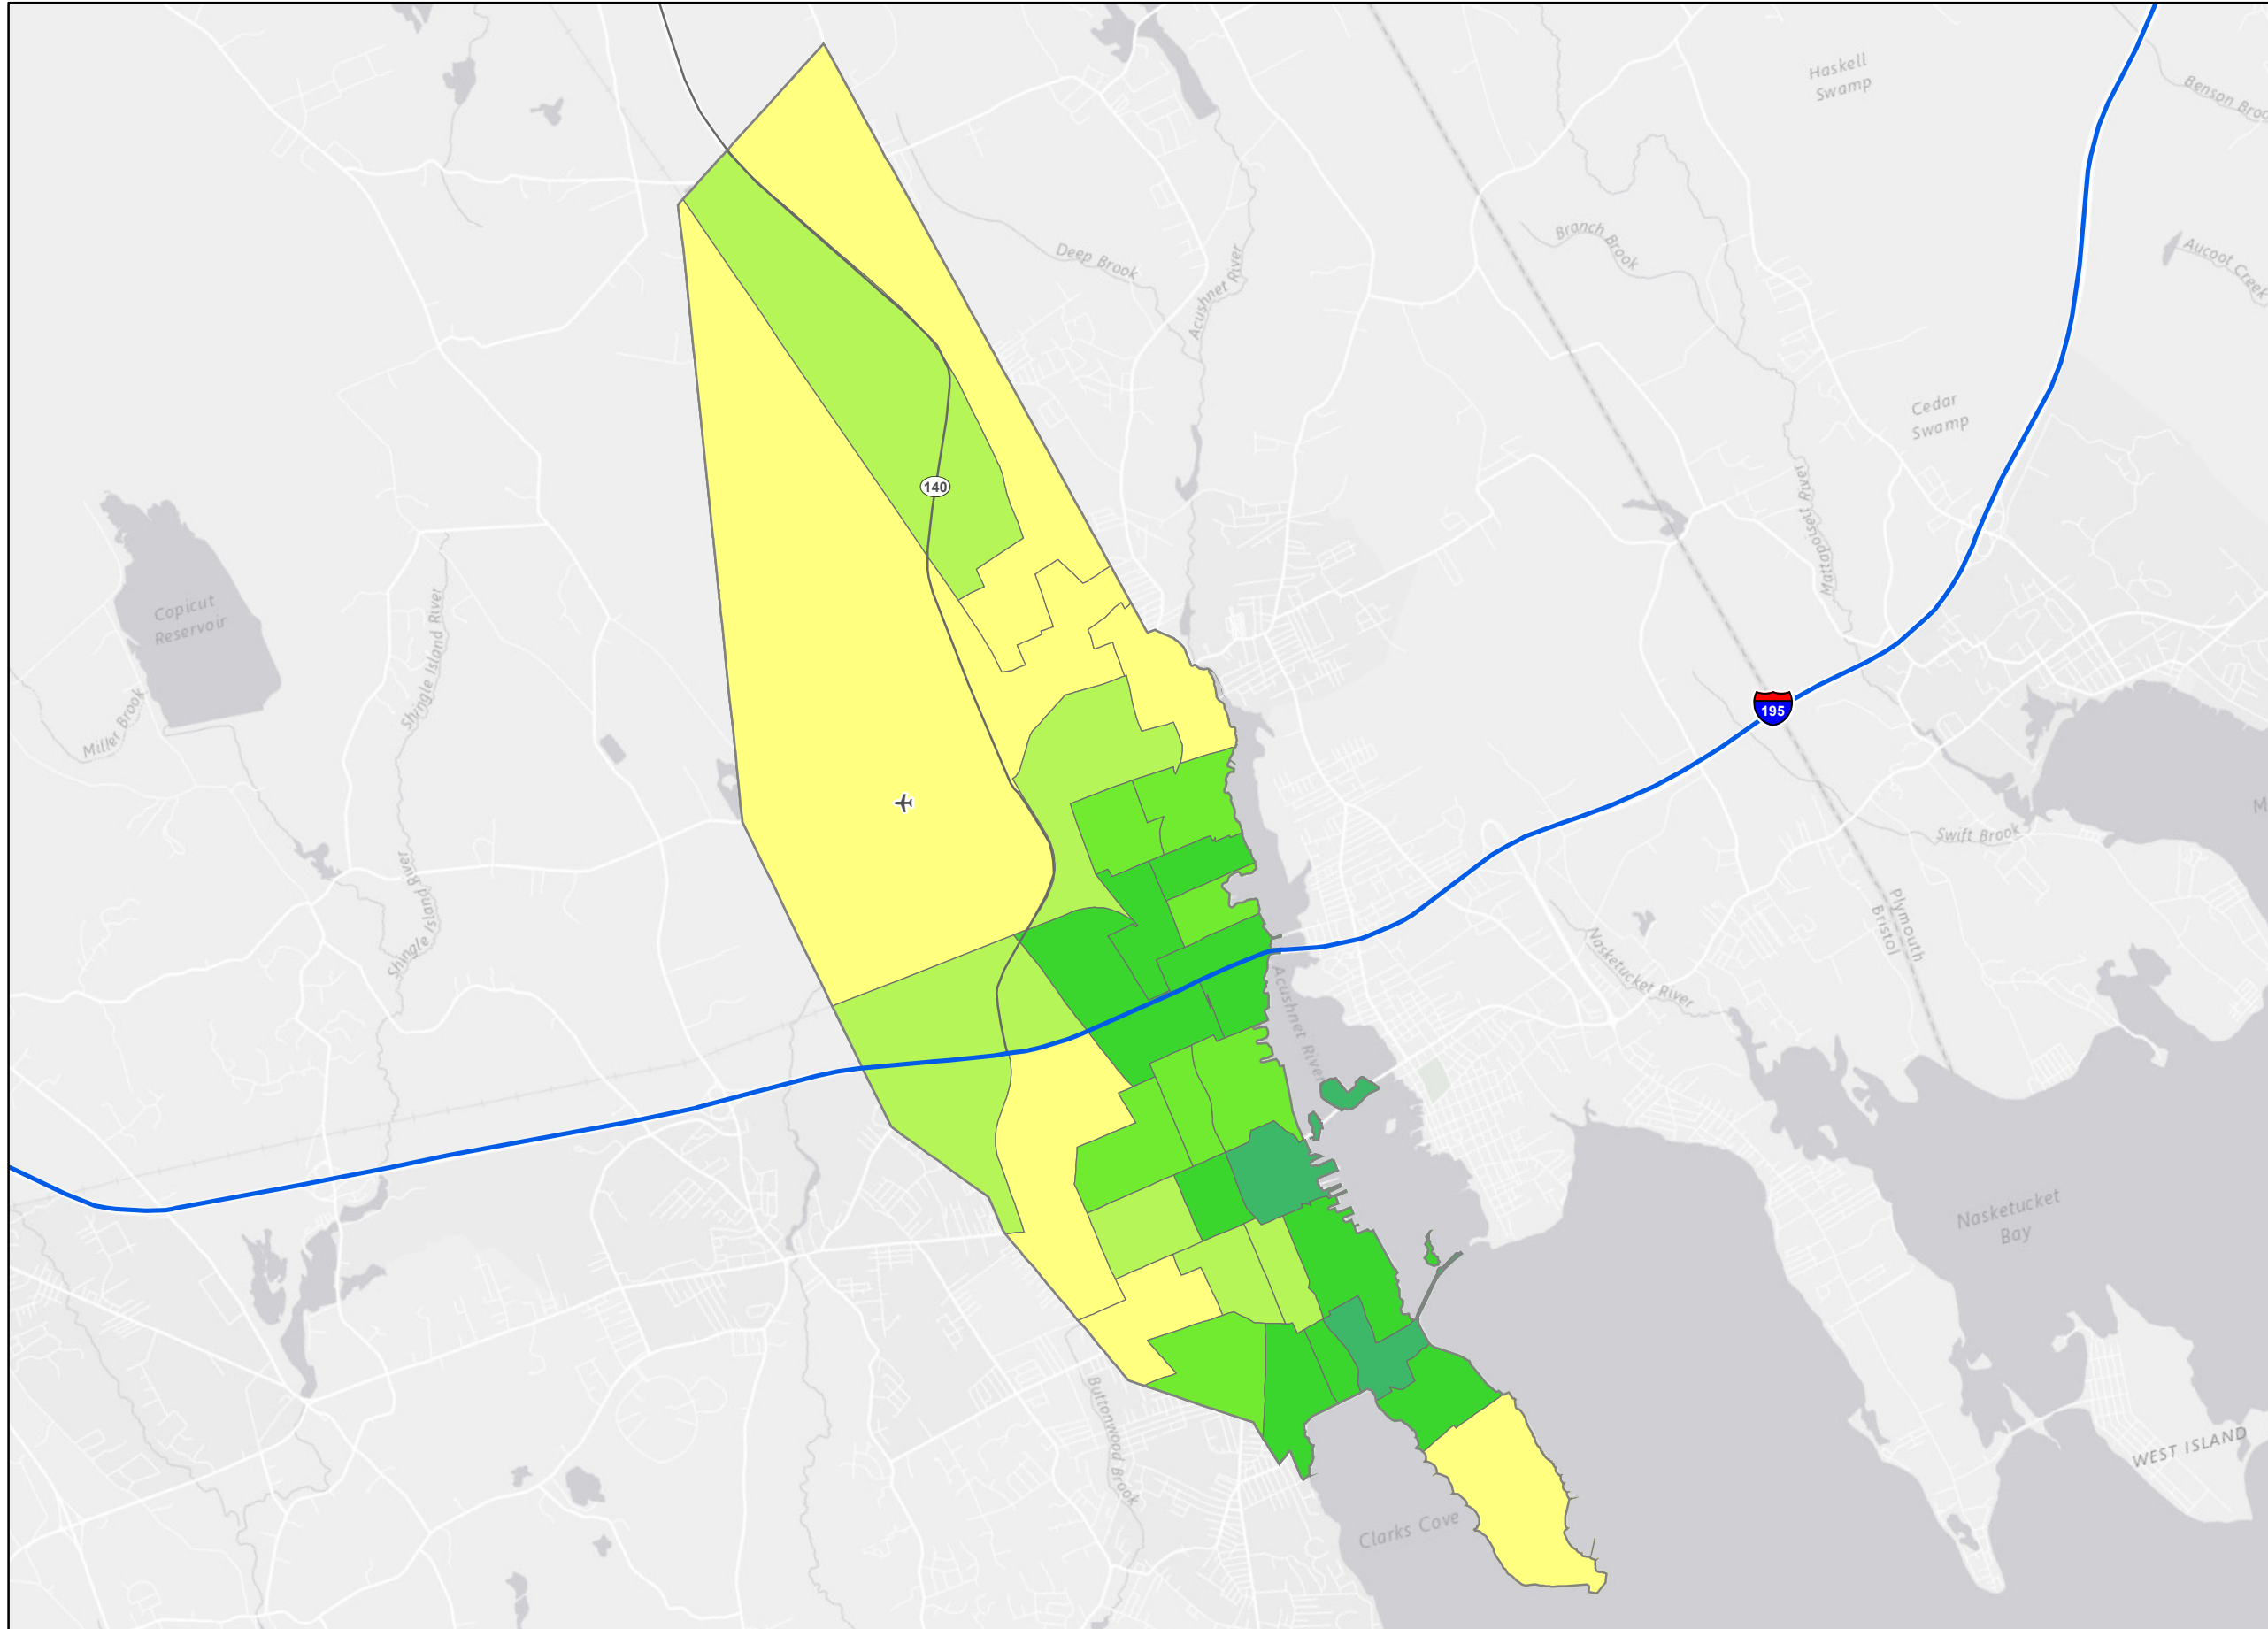 Haskell
Swamp
Benson Broo
Branch
Brook
Deep Brook
Acushnet River
Aucoot Creek
Cedar
Swamp
140
Mattapoisett River
Copicut
Reservoir
Shingle Island River
Miller Brook
195
M
Swift Brook
Shingle Island River
Plymouth
Bristol
Nasketucket River
Acushnet River
Nasketucket
Bay
Buttonwood Brook
WEST ISLAND
Clarks Cove